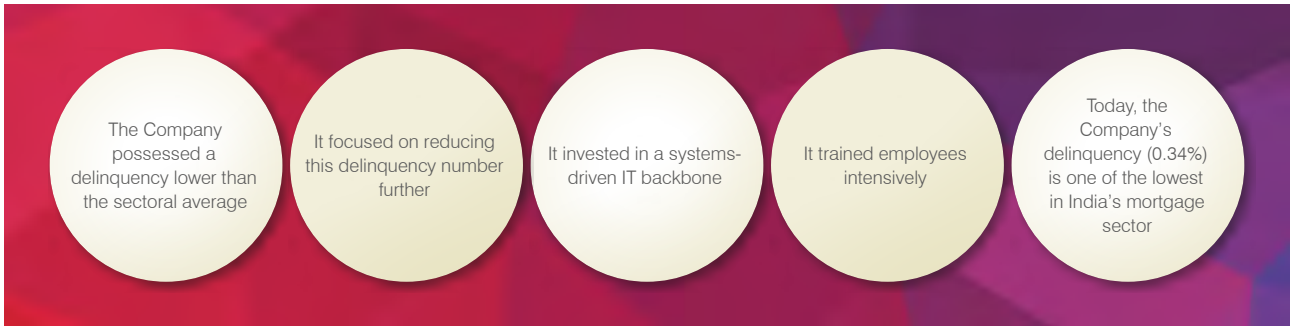 The Company
possessed a
delinquency lower than
the sectoral average
It focused on reducing
this delinquency number
further
It invested in a systems-
driven IT backbone
It trained employees
intensively
Today, the
Company's
delinquency (0.34%)
is one of the lowest
in India's mortgage
sector